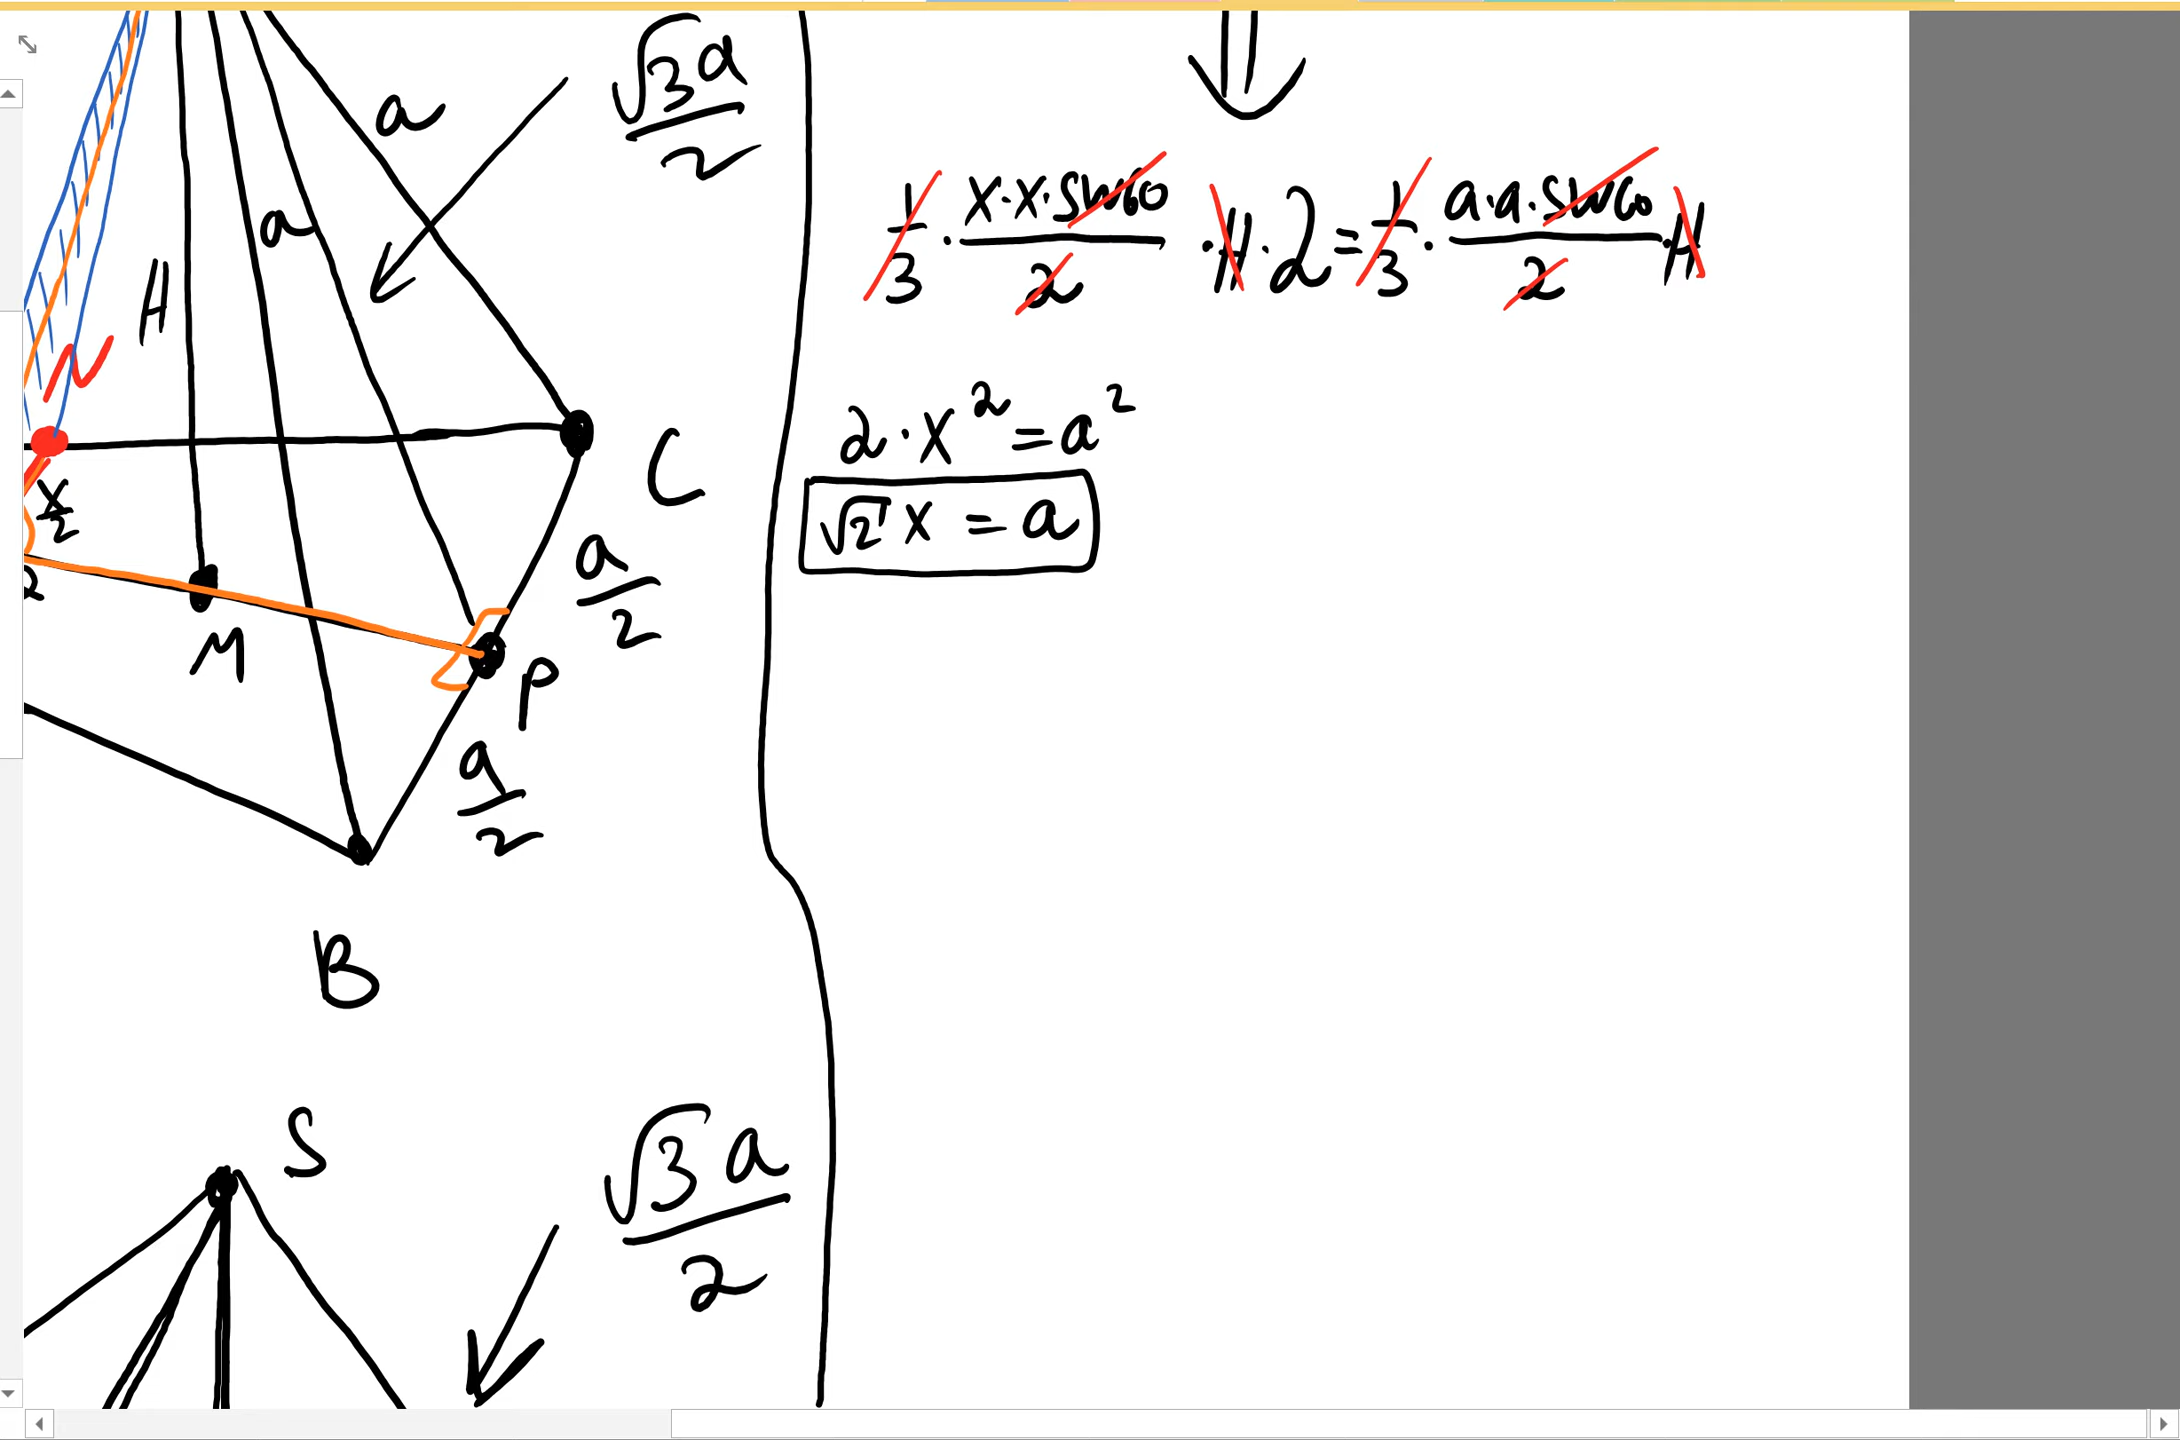 √3a/2
a
a
H
N
C
x/2
a/2
M
P
a/2
B
S
√3a/2
1/3 · x·x·sin60/2 · H · 2 = 1/3 · a·a·sin60/2 · H
2·x² = a²
√2 x = a